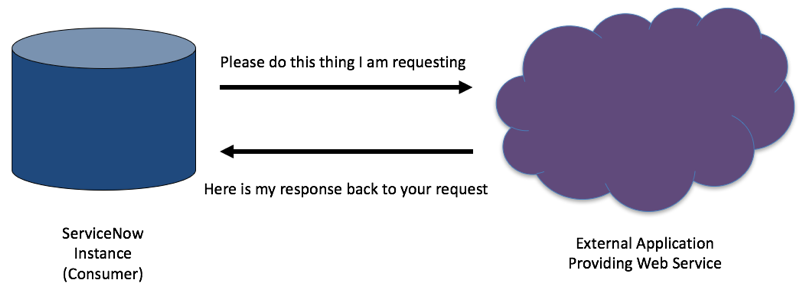 Please do this thing I am requesting
Here is my response back to your request
ServiceNow
Instance
(Consumer)
External Application
Providing Web Service